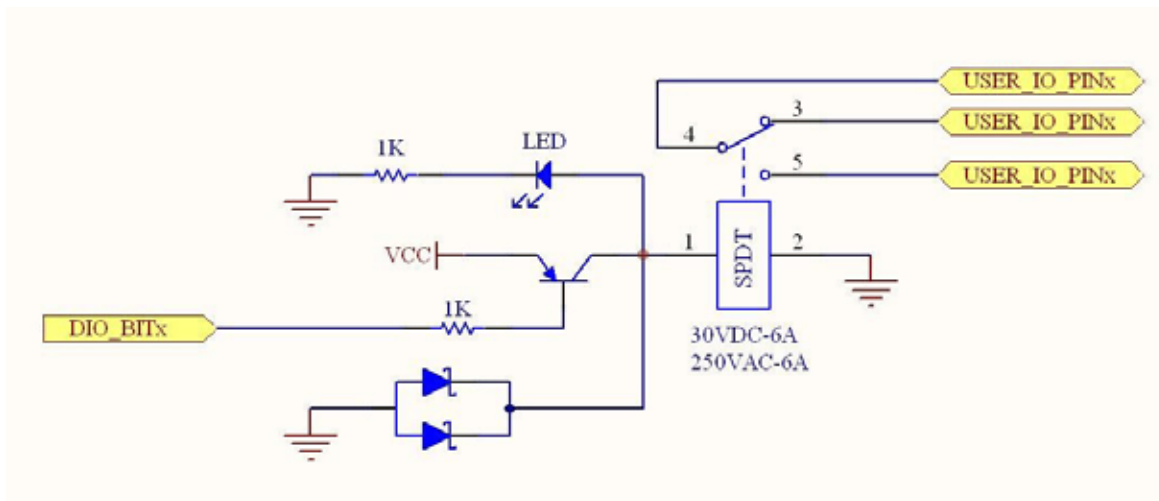 USER_IO_PINx
3
USER_IO_PINx
4
LED
1K
5
USER_IO_PINx
VCC
1
SPDT
2
1K
DIO_BITx
30VDC-6A
250VAC-6A